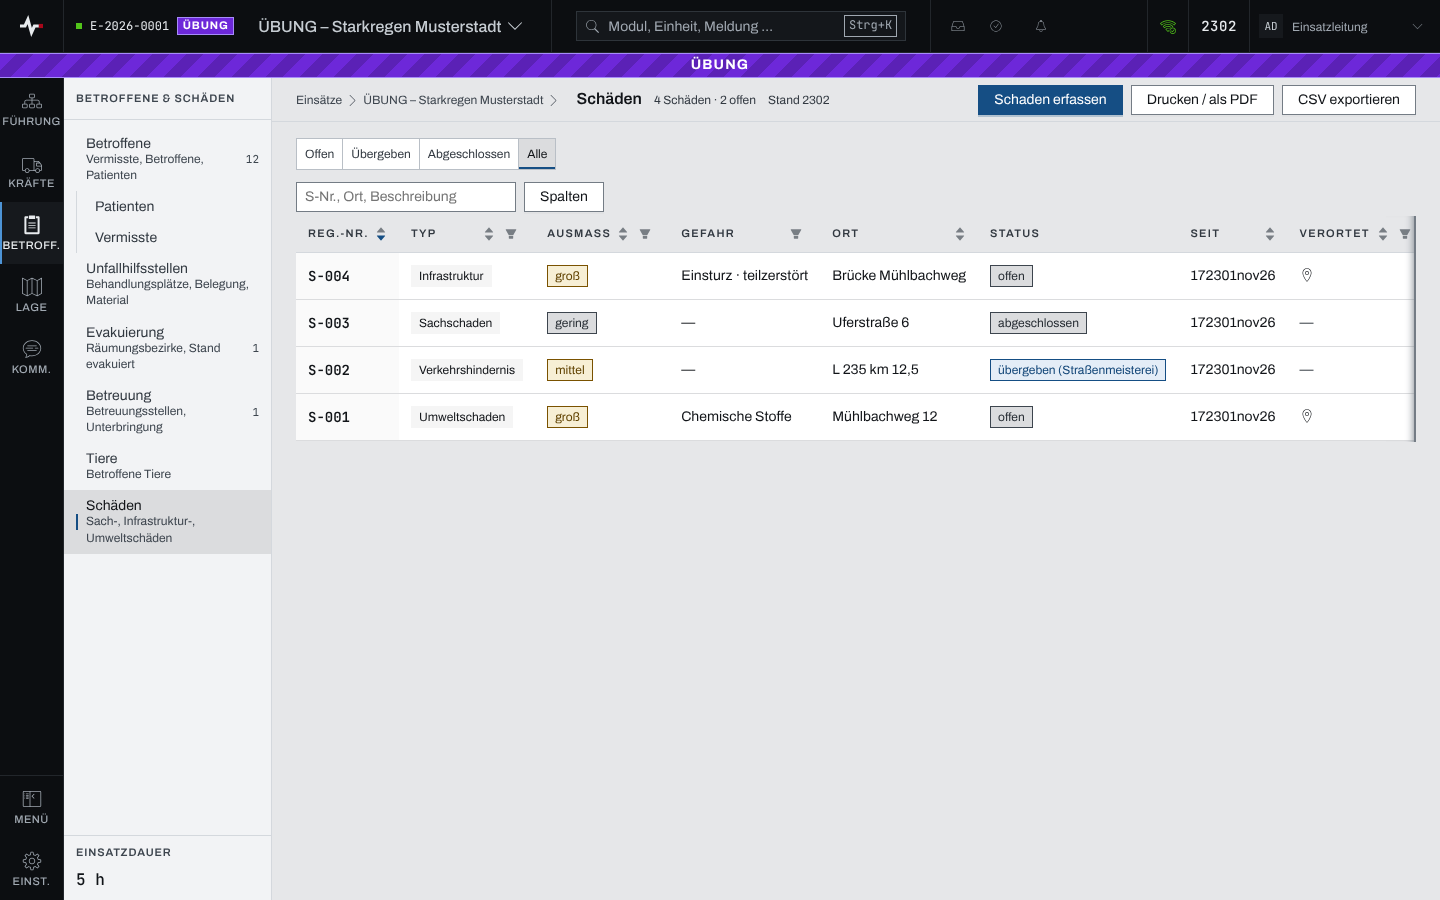 E-2026-0001 ÜBUNG ÜBUNG – Starkregen Musterstadt Modul, Einheit, Meldung ... Strg+K 2302 AD Einsatzleitung
ÜBUNG
FÜHRUNG
KRÄFTE
BETROFF.
LAGE
KOMM.
MENÜ
EINST.
BETROFFENE & SCHÄDEN
Betroffene
Vermisste, Betroffene, 12
Patienten
Patienten
Vermisste
Unfallhilfsstellen
Behandlungsplätze, Belegung,
Material
Evakuierung
Räumungsbezirke, Stand 1
evakuiert
Betreuung
Betreuungsstellen, 1
Unterbringung
Tiere
Betroffene Tiere
Schäden
Sach-, Infrastruktur-,
Umweltschäden
EINSATZDAUER
5 h
Einsätze ÜBUNG – Starkregen Musterstadt Schäden 4 Schäden · 2 offen Stand 2302 Schaden erfassen Drucken / als PDF CSV exportieren
Offen Übergeben Abgeschlossen Alle
S-Nr., Ort, Beschreibung Spalten
REG.-NR. TYP AUSMASS GEFAHR ORT STATUS SEIT VERORTET
S-004 Infrastruktur groß Einsturz · teilzerstört Brücke Mühlbachweg offen 172301nov26
S-003 Sachschaden gering — Uferstraße 6 abgeschlossen 172301nov26 —
S-002 Verkehrshindernis mittel — L 235 km 12,5 übergeben (Straßenmeisterei) 172301nov26 —
S-001 Umweltschaden groß Chemische Stoffe Mühlbachweg 12 offen 172301nov26